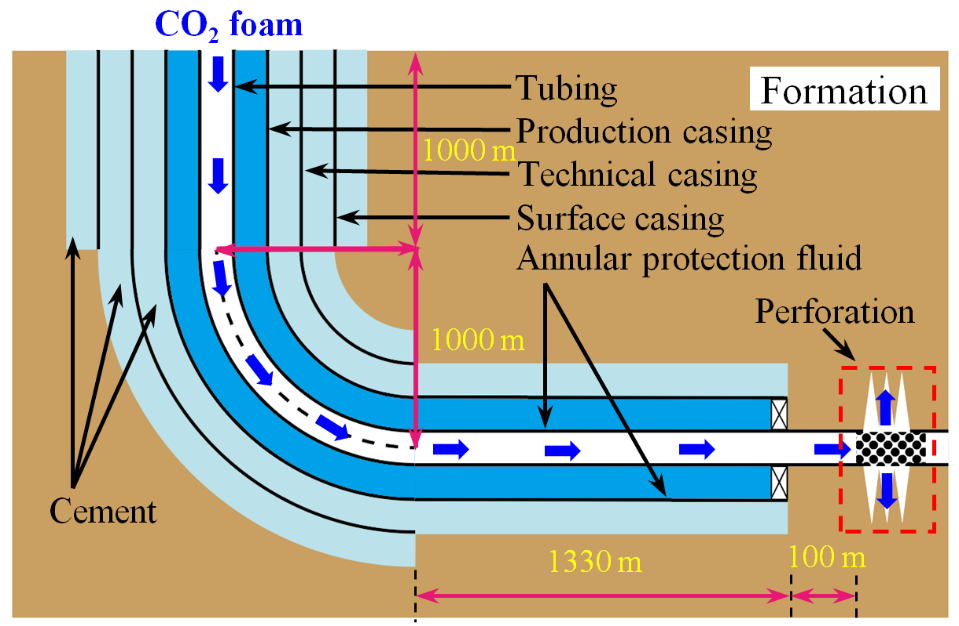 CO₂ foam
Tubing
Formation
Production casing
1000 m
Technical casing
Surface casing
Annular protection fluid
Perforation
1000 m
Cement
1330 m
100 m